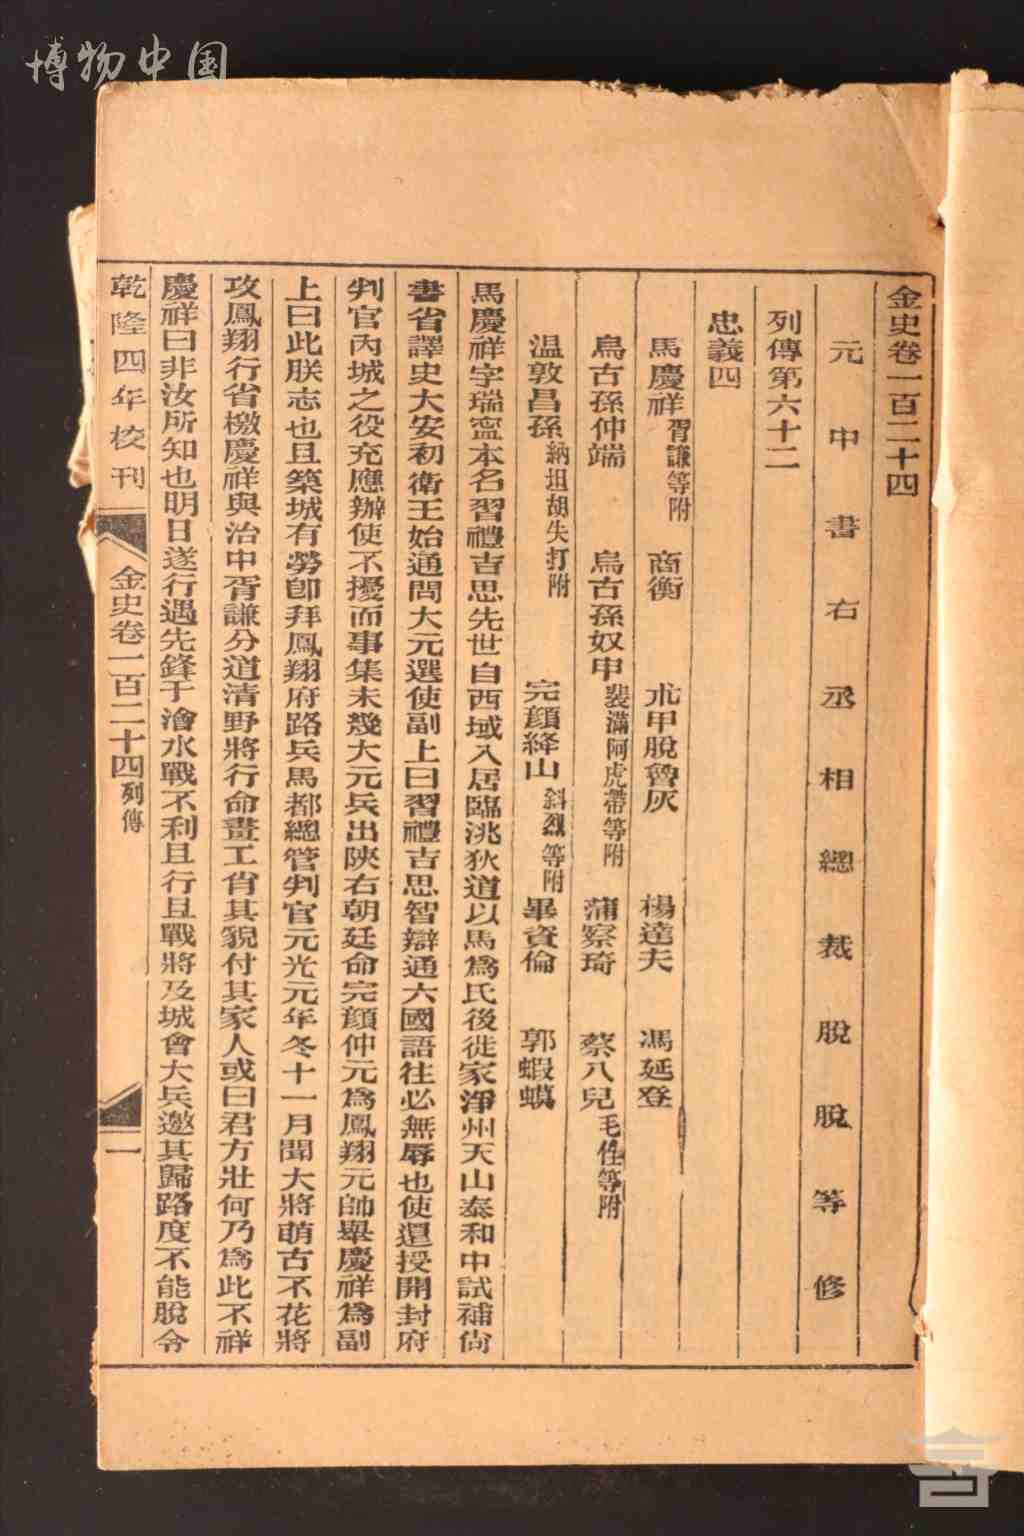 博物中国
金史卷一百二十四
元中書右丞相總裁脫脫等修
列傳第六十二
忠義四
馬慶祥 胥謙等附 商衡 朮甲脫魯灰 楊達夫 馮延登
烏古孫仲端 烏古孫奴申 裴滿阿虎帶等附 蒲察琦 蔡八兒 毛佺等附
温敦昌孫 納坦胡失打附 完顏絳山 斜烈等附 畢資倫 郭蝦蟆
馬慶祥字瑞寍本名習禮吉思先世自西域入居臨洮狄道以馬爲氏後徙家淨州天山泰和中試補尙
書省譯史大安初衛王始通問大元選使副上曰習禮吉思智辯通六國語往必無辱也使還授開封府
判官內城之役充應辦使不擾而事集未幾大元兵出陝右朝廷命完顏仲元爲鳳翔元帥舉慶祥爲副
上曰此朕志也且築城有勞卽拜鳳翔府路兵馬都總管判官元光元年冬十一月聞大將萌古不花將
攻鳳翔行省檄慶祥與治中胥謙分道清野將行命畫工肖其貌付其家人或曰君方壯何乃爲此不祥
慶祥曰非汝所知也明日遂行遇先鋒于澮水戰不利且行且戰將及城會大兵邀其歸路度不能脫令
乾隆四年校刊 金史卷一百二十四 列傳 一